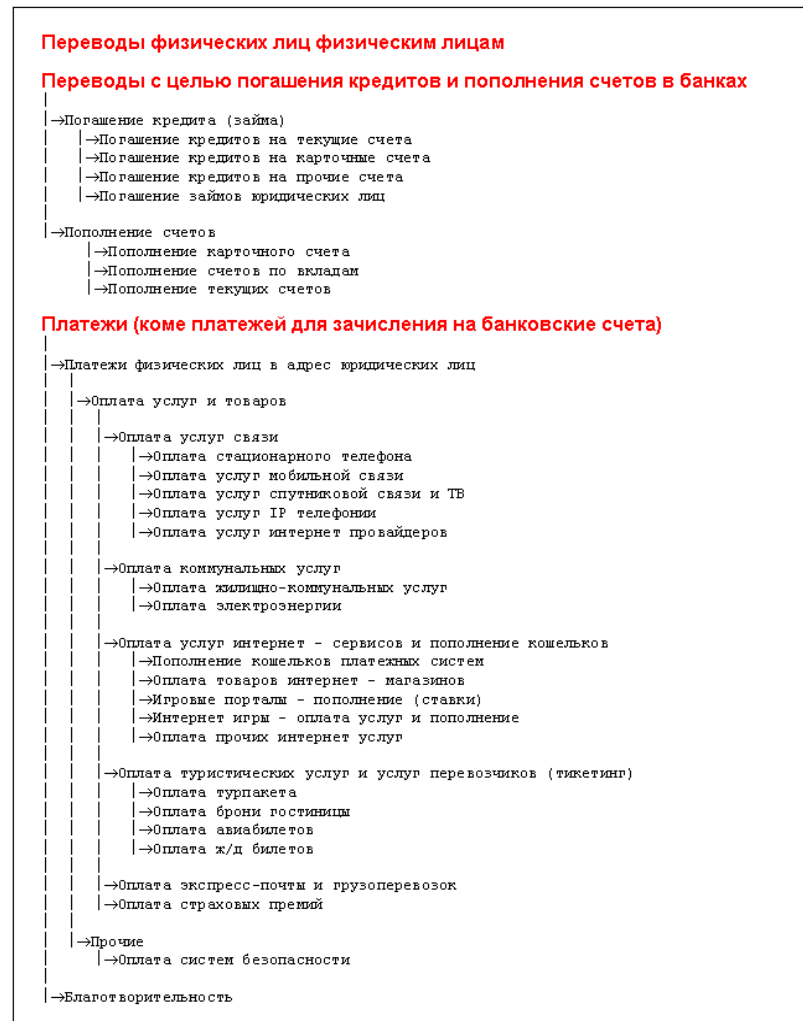 Переводы физических лиц физическим лицам
Переводы с целью погашения кредитов и пополнения счетов в банках
→Погашение кредита (займа)
→Погашение кредитов на текущие счета
→Погашение кредитов на карточные счета
→Погашение кредитов на прочие счета
→Погашение займов юридических лиц
→Пополнение счетов
→Пополнение карточного счета
→Пополнение счетов по вкладам
→Пополнение текущих счетов
Платежи (коме платежей для зачисления на банковские счета)
→Платежи физических лиц в адрес юридических лиц
→Оплата услуг и товаров
→Оплата услуг связи
→Оплата стационарного телефона
→Оплата услуг мобильной связи
→Оплата услуг спутниковой связи и ТВ
→Оплата услуг IP телефонии
→Оплата услуг интернет провайдеров
→Оплата коммунальных услуг
→Оплата жилищно-коммунальных услуг
→Оплата электроэнергии
→Оплата услуг интернет - сервисов и пополнение кошельков
→Пополнение кошельков платежных систем
→Оплата товаров интернет - магазинов
→Игровые порталы - пополнение (ставки)
→Интернет игры - оплата услуг и пополнение
→Оплата прочих интернет услуг
→Оплата туристических услуг и услуг перевозчиков (тикетинг)
→Оплата турпакета
→Оплата брони гостиницы
→Оплата авиабилетов
→Оплата ж/д билетов
→Оплата экспресс-почты и грузоперевозок
→Оплата страховых премий
→Прочие
→Оплата систем безопасности
→Благотворительность